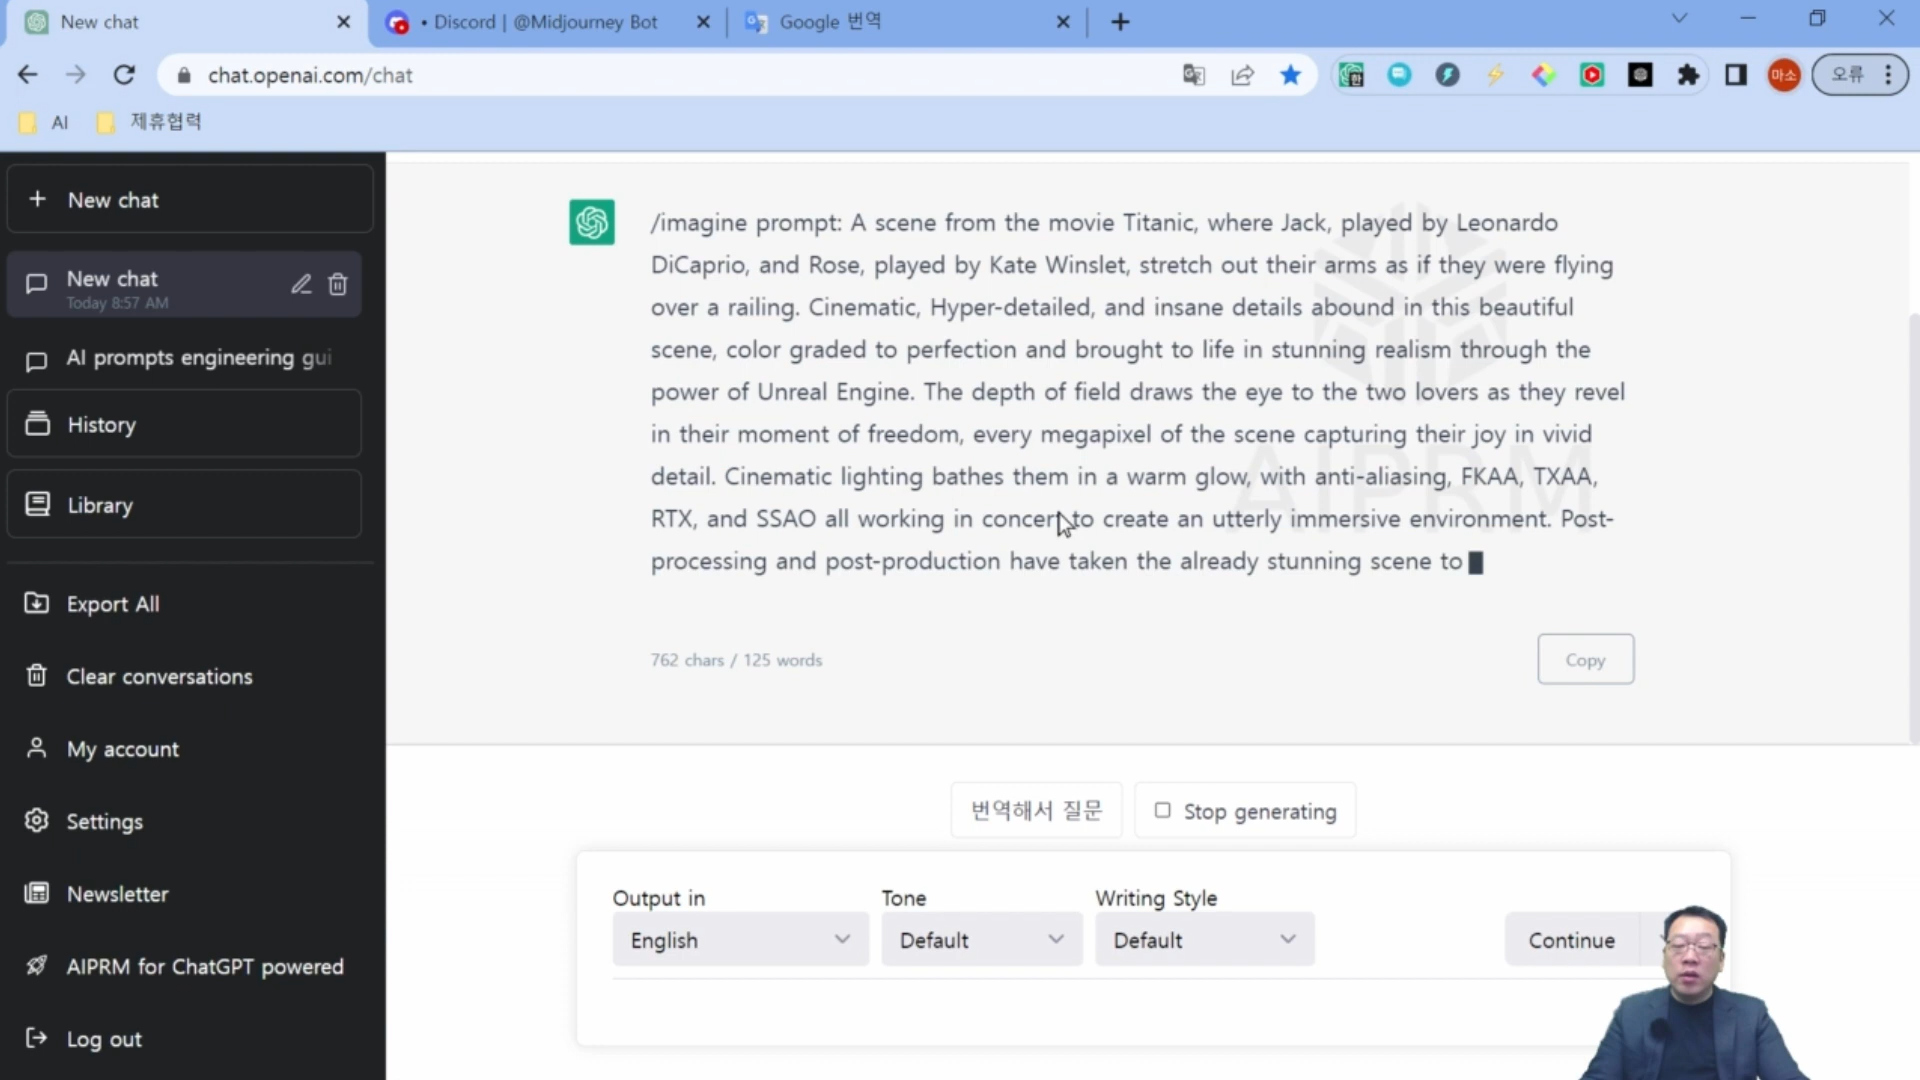 New chat
• Discord | @Midjourney Bot
Google 번역
chat.openai.com/chat
마소
오류
AI
제휴협력
New chat
New chat
Today 8:57 AM
AI prompts engineering gui
History
Library
Export All
Clear conversations
My account
Settings
Newsletter
AIPRM for ChatGPT powered
Log out
/imagine prompt: A scene from the movie Titanic, where Jack, played by Leonardo
DiCaprio, and Rose, played by Kate Winslet, stretch out their arms as if they were flying
over a railing. Cinematic, Hyper-detailed, and insane details abound in this beautiful
scene, color graded to perfection and brought to life in stunning realism through the
power of Unreal Engine. The depth of field draws the eye to the two lovers as they revel
in their moment of freedom, every megapixel of the scene capturing their joy in vivid
detail. Cinematic lighting bathes them in a warm glow, with anti-aliasing, FKAA, TXAA,
RTX, and SSAO all working in concert to create an utterly immersive environment. Post-
processing and post-production have taken the already stunning scene to
AIPRM
762 chars / 125 words
Copy
번역해서 질문
Stop generating
Output in
Tone
Writing Style
English
Default
Default
Continue